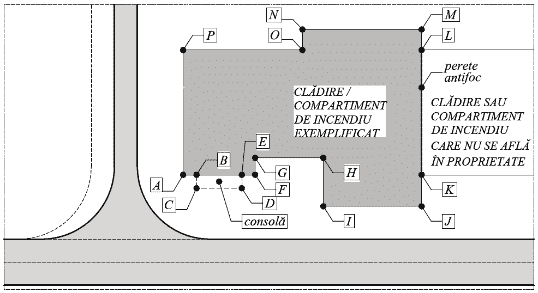 N
M
P
O
L
perete
antifoc
CLĂDIRE /
COMPARTIMENT
DE INCENDIU
EXEMPLIFICAT
CLĂDIRE SAU
COMPARTIMENT
DE INCENDIU
CARE NU SE AFLĂ
ÎN PROPRIETATE
E
B
G
H
A
F
K
C
D
consolă
I
J